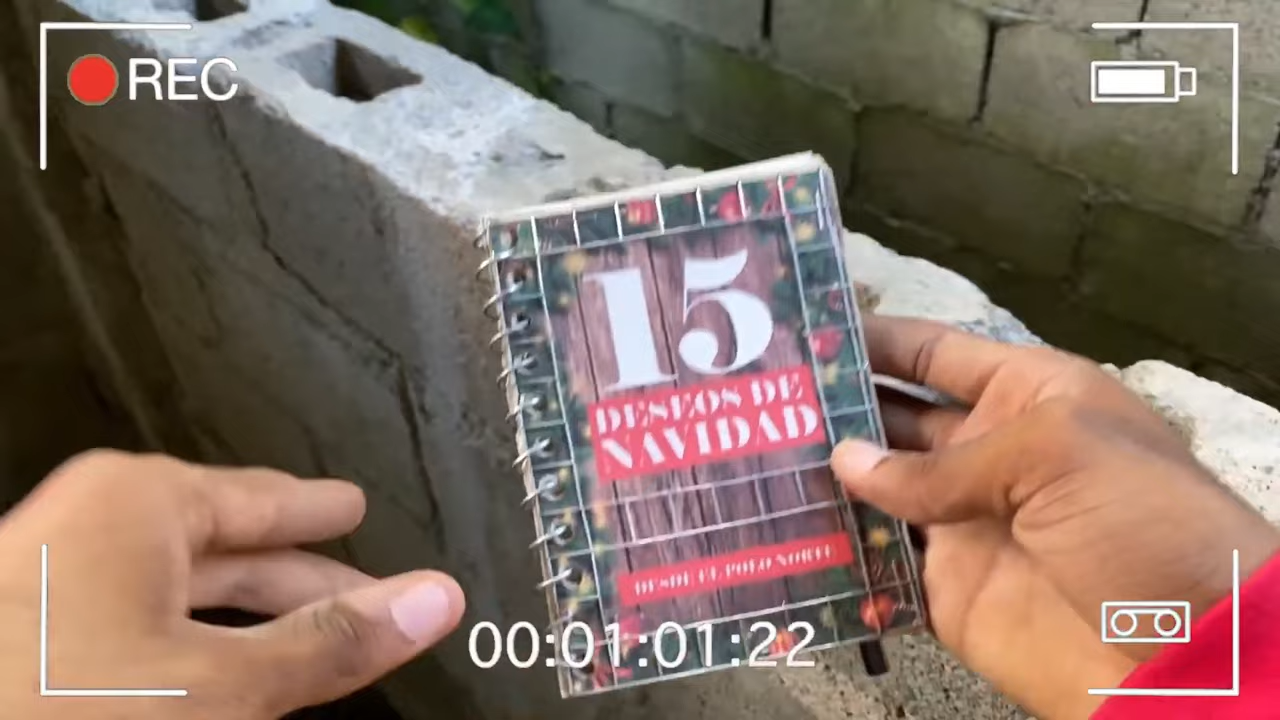 REC
15
DESEOS DE
NAVIDAD
DESDE EL POLO NORTE
00:01:01:22